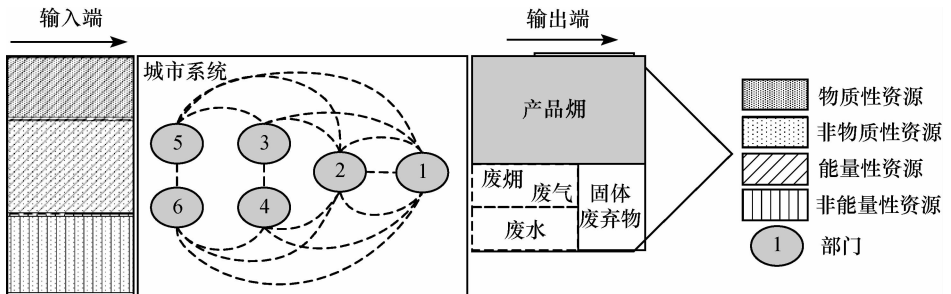 输入端
输出端
城市系统
5
3
2
1
6
4
产品㶲
废㶲
废气
废水
固体
废弃物
物质性资源
非物质性资源
能量性资源
非能量性资源
1
部门